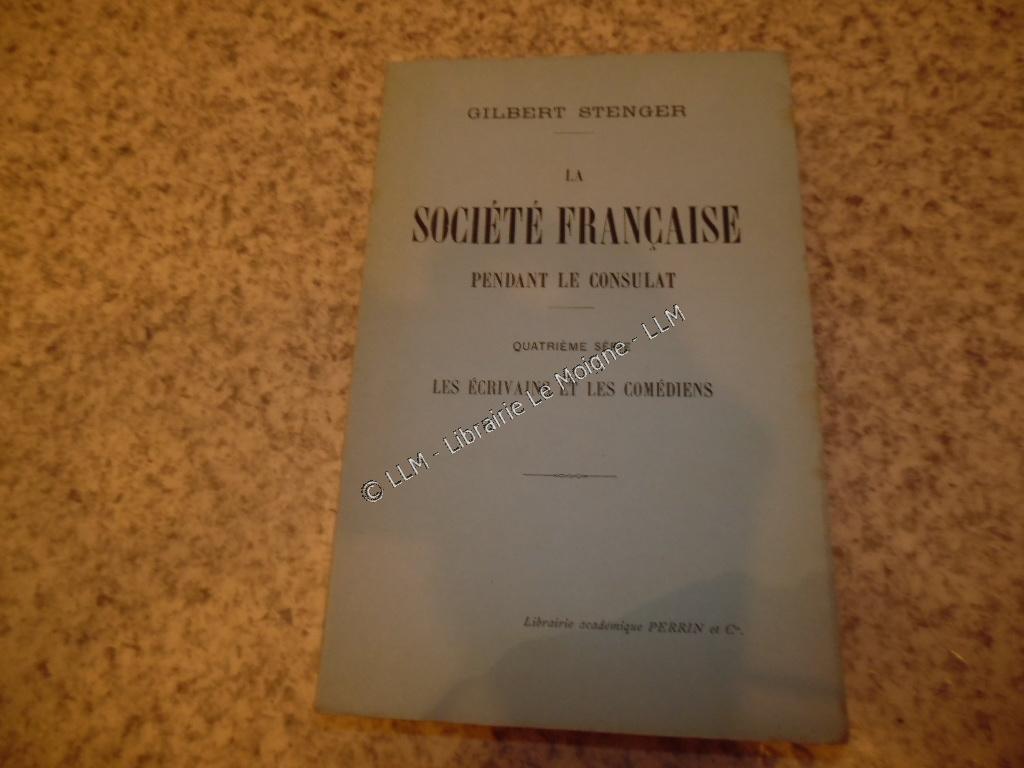 GILBERT STENGER
LA
SOCIÉTÉ FRANÇAISE
PENDANT LE CONSULAT
QUATRIÈME SÉRIE
LES ÉCRIVAINS ET LES COMÉDIENS
© LLM - Librairie Le Moigne - LLM
Librairie académique PERRIN et Cie.